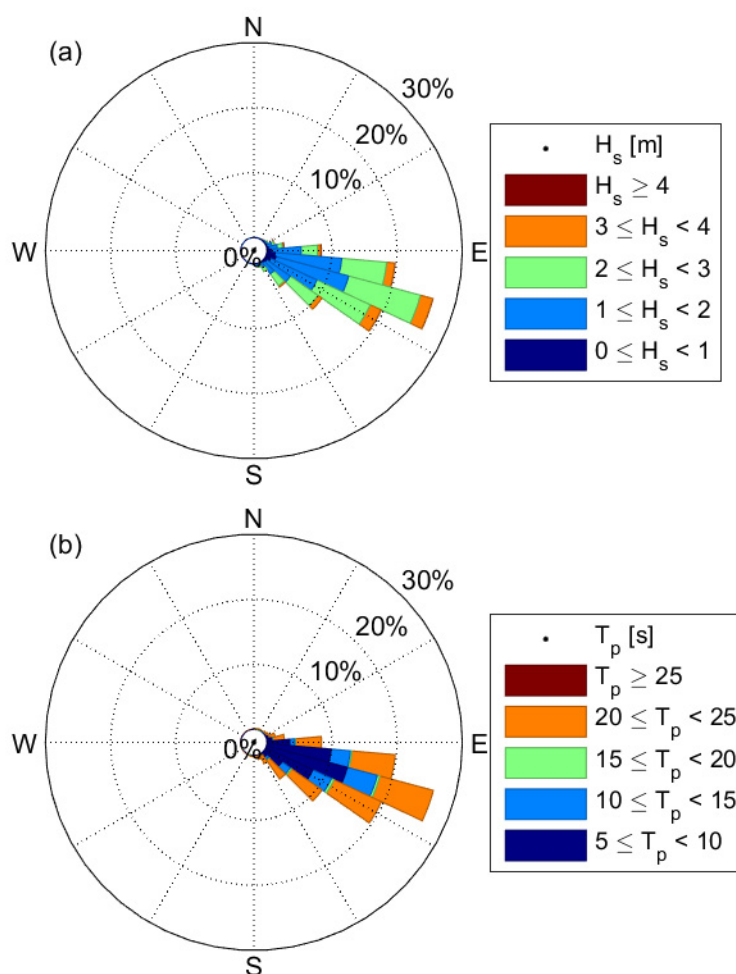 (a)
N
30%
20%
10%
0%
W
E
S
H_s [m]
H_s ≥ 4
3 ≤ H_s < 4
2 ≤ H_s < 3
1 ≤ H_s < 2
0 ≤ H_s < 1
(b)
N
30%
20%
10%
0%
W
E
S
T_p [s]
T_p ≥ 25
20 ≤ T_p < 25
15 ≤ T_p < 20
10 ≤ T_p < 15
5 ≤ T_p < 10